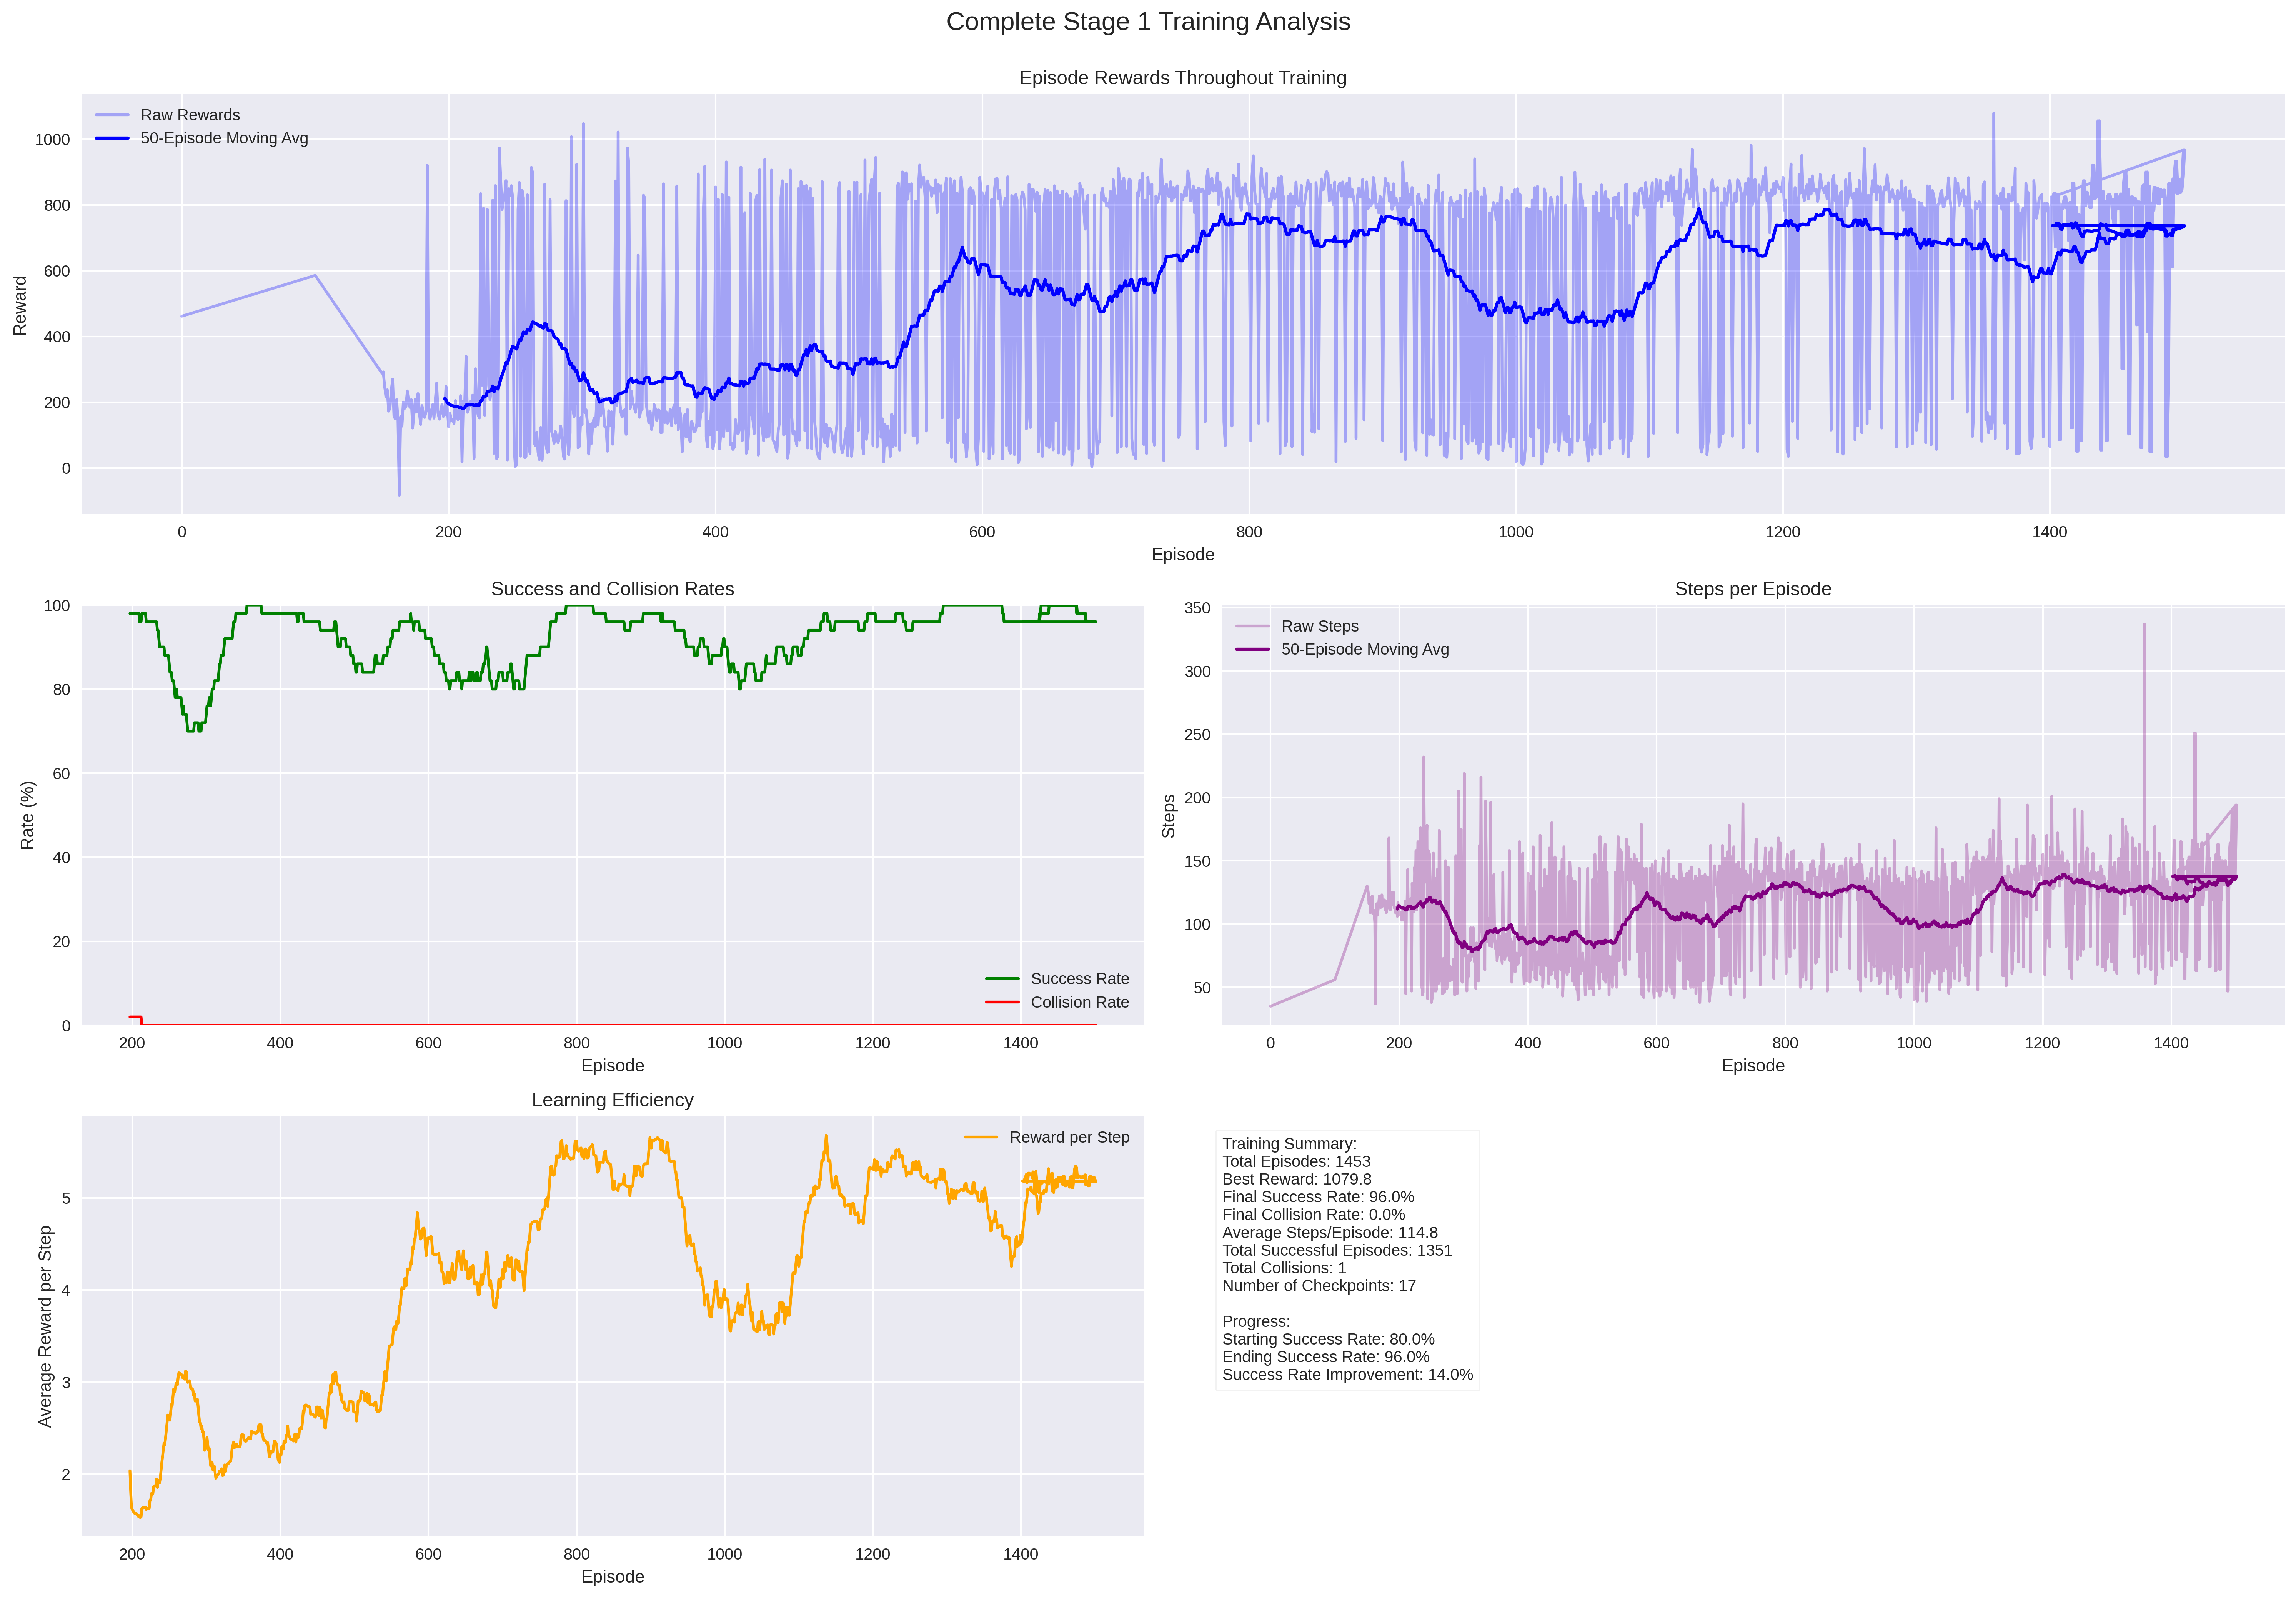 Complete Stage 1 Training Analysis
Episode Rewards Throughout Training
Raw Rewards
50-Episode Moving Avg
1000
800
600
400
200
0
Reward
0 200 400 600 800 1000 1200 1400
Episode
Success and Collision Rates
100
80
60
40
20
0
Rate (%)
Success Rate
Collision Rate
200 400 600 800 1000 1200 1400
Episode
Steps per Episode
Raw Steps
50-Episode Moving Avg
350
300
250
200
150
100
50
Steps
0 200 400 600 800 1000 1200 1400
Episode
Learning Efficiency
Reward per Step
5
4
3
2
Average Reward per Step
200 400 600 800 1000 1200 1400
Episode
Training Summary:
Total Episodes: 1453
Best Reward: 1079.8
Final Success Rate: 96.0%
Final Collision Rate: 0.0%
Average Steps/Episode: 114.8
Total Successful Episodes: 1351
Total Collisions: 1
Number of Checkpoints: 17
Progress:
Starting Success Rate: 80.0%
Ending Success Rate: 96.0%
Success Rate Improvement: 14.0%